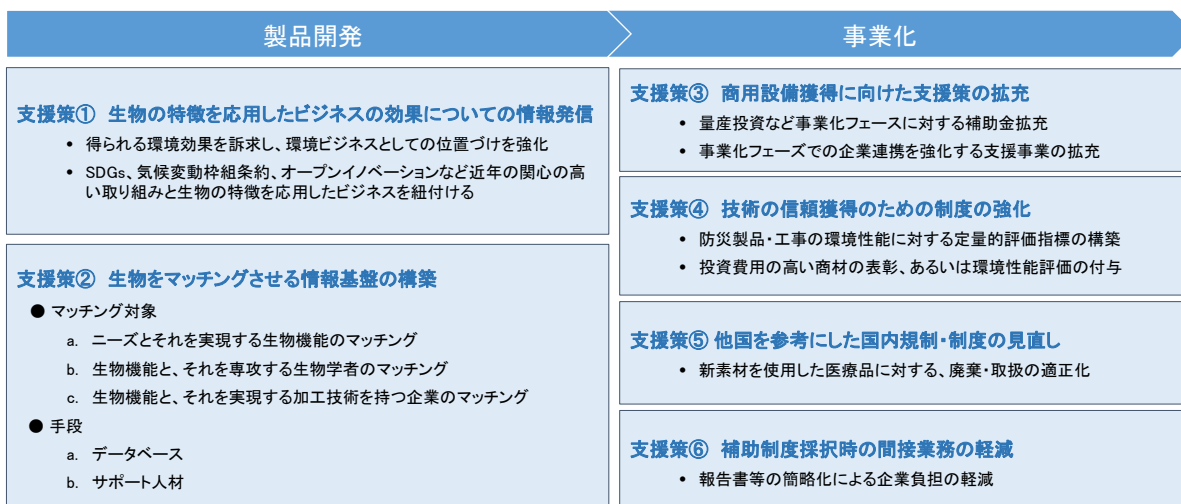 製品開発
支援策① 生物の特徴を応用したビジネスの効果についての情報発信
• 得られる環境効果を訴求し、環境ビジネスとしての位置づけを強化
• SDGs、気候変動枠組条約、オープンイノベーションなど近年の関心の高
い取り組みと生物の特徴を応用したビジネスを紐付ける
支援策② 生物をマッチングさせる情報基盤の構築
● マッチング対象
a. ニーズとそれを実現する生物機能のマッチング
b. 生物機能と、それを専攻する生物学者のマッチング
c. 生物機能と、それを実現する加工技術を持つ企業のマッチング
● 手段
a. データベース
b. サポート人材
事業化
支援策③ 商用設備獲得に向けた支援策の拡充
• 量産投資など事業化フェースに対する補助金拡充
• 事業化フェーズでの企業連携を強化する支援事業の拡充
支援策④ 技術の信頼獲得のための制度の強化
• 防災製品・工事の環境性能に対する定量的評価指標の構築
• 投資費用の高い商材の表彰、あるいは環境性能評価の付与
支援策⑤ 他国を参考にした国内規制・制度の見直し
• 新素材を使用した医療品に対する、廃棄・取扱の適正化
支援策⑥ 補助制度採択時の間接業務の軽減
• 報告書等の簡略化による企業負担の軽減